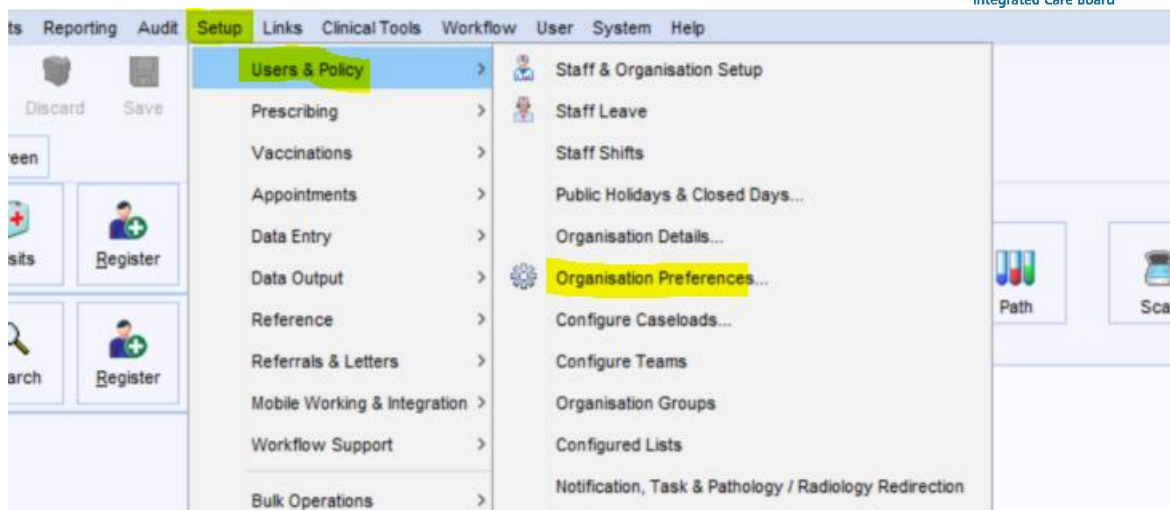 Integrated Care Board
ts Reporting Audit Setup Links Clinical Tools Workflow User System Help
Discard Save
Users & Policy >
Prescribing >
Vaccinations >
Appointments >
Data Entry >
Data Output >
Reference >
Referrals & Letters >
Mobile Working & Integration >
Workflow Support >
Bulk Operations >
Staff & Organisation Setup
Staff Leave
Staff Shifts
Public Holidays & Closed Days...
Organisation Details...
Organisation Preferences...
Configure Caseloads...
Configure Teams
Organisation Groups
Configured Lists
Notification, Task & Pathology / Radiology Redirection
een
sits Register
arch Register
Path Sca